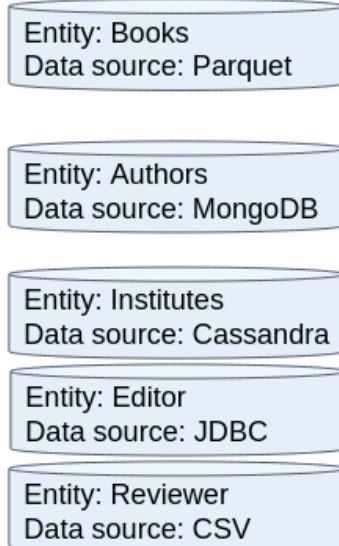 Entity: Books
Data source: Parquet
Entity: Authors
Data source: MongoDB
Entity: Institutes
Data source: Cassandra
Entity: Editor
Data source: JDBC
Entity: Reviewer
Data source: CSV